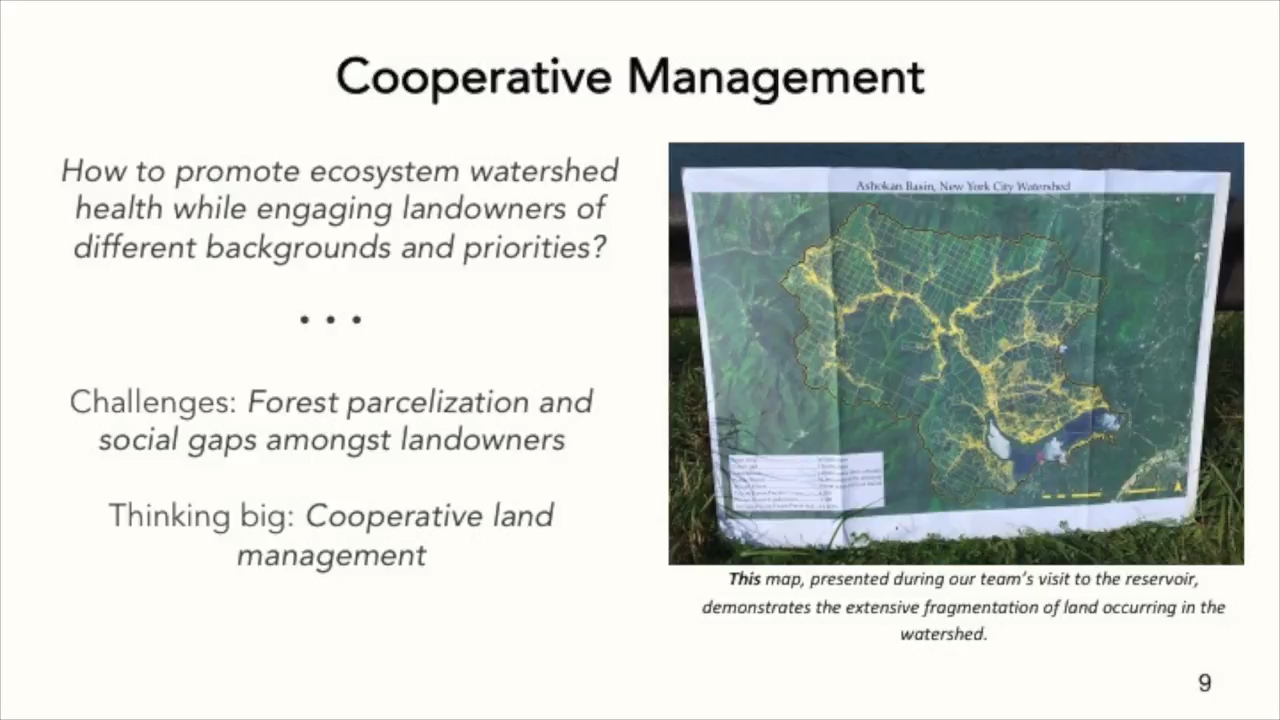 Cooperative Management
How to promote ecosystem watershed
health while engaging landowners of
different backgrounds and priorities?
• • •
Challenges: Forest parcelization and
social gaps amongst landowners
Thinking big: Cooperative land
management
Ashokan Basin, New York City Watershed
This map, presented during our team's visit to the reservoir,
demonstrates the extensive fragmentation of land occurring in the
watershed.
9